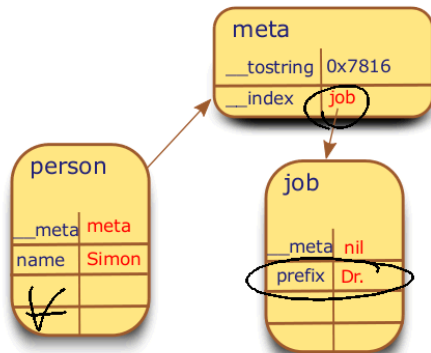 meta
__tostring 0x7816
__index job
person
__meta meta
name Simon
job
__meta nil
prefix Dr.